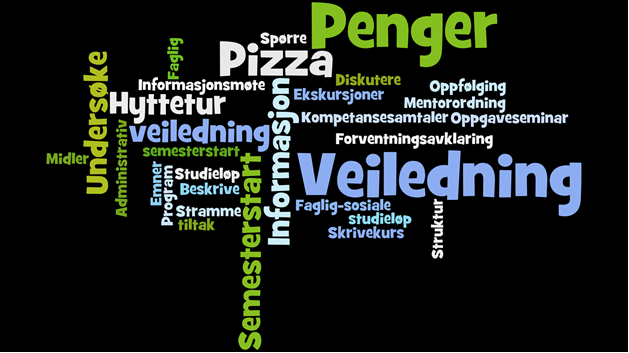 Penger
Spørre
Faglig
Pizza
Undersøke
Diskutere
Informasjonsmøte
Oppfølging
Ekskursjoner
Hyttetur
Mentorordning
Informasjon
Kompetansesamtaler
Oppgaveseminar
Administrativ
veiledning
Forventningsavklaring
semesterstart
Midler
Veiledning
Semesterstart
Emner
Program
Studieløp
Beskrive
Faglig-sosiale
Struktur
Stramme
studieløp
tiltak
Skrivekurs